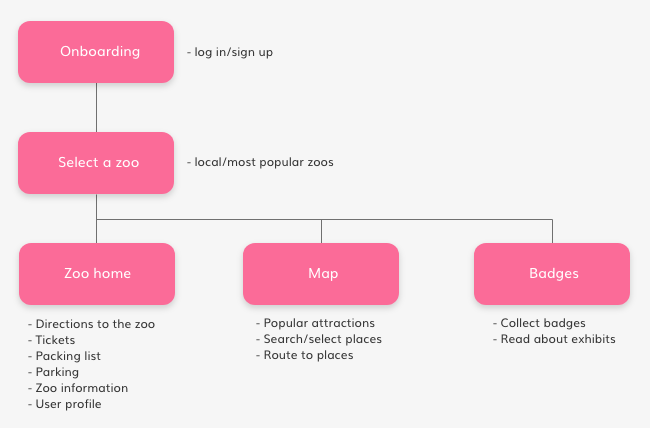 Onboarding
- log in/sign up
Select a zoo
- local/most popular zoos
Zoo home
- Directions to the zoo
- Tickets
- Packing list
- Parking
- Zoo information
- User profile
Map
- Popular attractions
- Search/select places
- Route to places
Badges
- Collect badges
- Read about exhibits